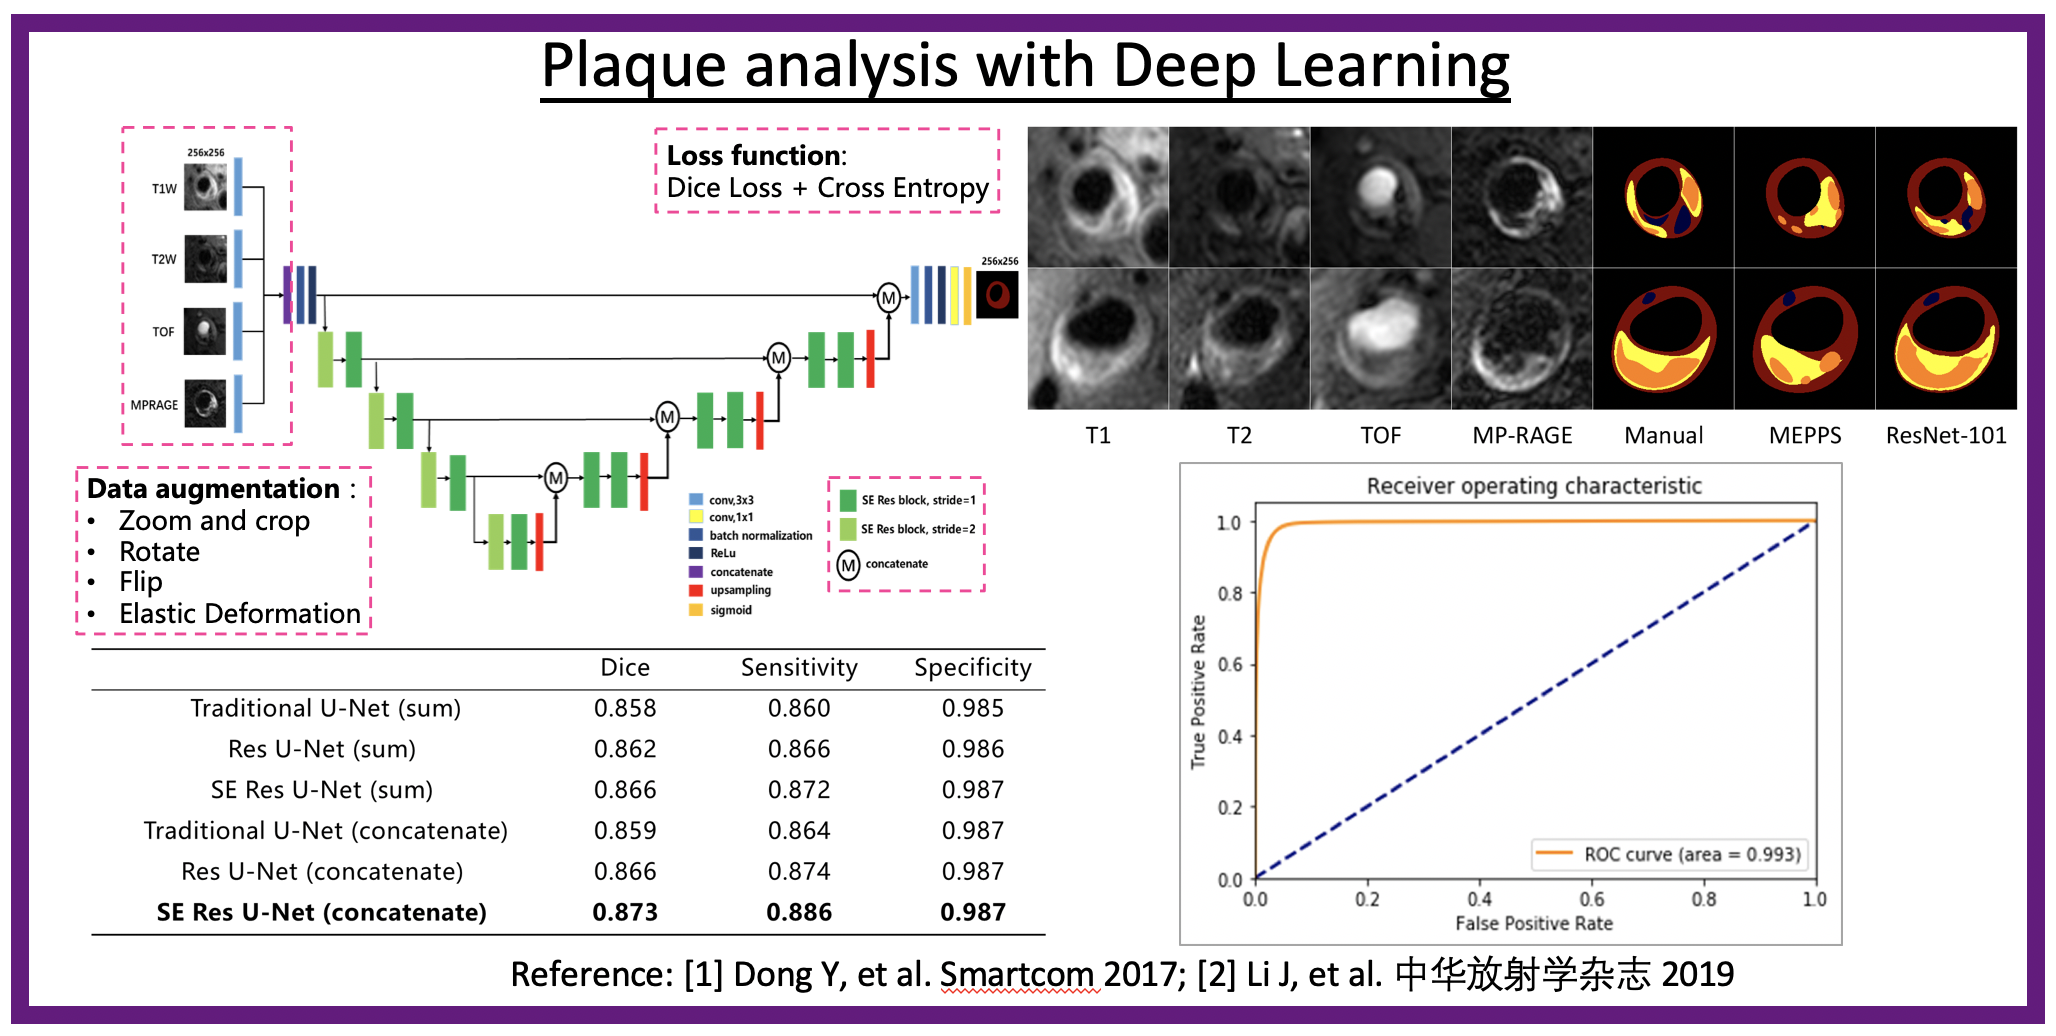 Plaque analysis with Deep Learning
256x256
T1W
T2W
TOF
MPRAGE
Loss function:
Dice Loss + Cross Entropy
256x256
M
M
M
M
Data augmentation :
• Zoom and crop
• Rotate
• Flip
• Elastic Deformation
conv,3x3
conv,1x1
batch normalization
ReLu
concatenate
upsampling
sigmoid
SE Res block, stride=1
SE Res block, stride=2
M concatenate
T1 T2 TOF MP-RAGE Manual MEPPS ResNet-101
Dice Sensitivity Specificity
Traditional U-Net (sum) 0.858 0.860 0.985
Res U-Net (sum) 0.862 0.866 0.986
SE Res U-Net (sum) 0.866 0.872 0.987
Traditional U-Net (concatenate) 0.859 0.864 0.987
Res U-Net (concatenate) 0.866 0.874 0.987
SE Res U-Net (concatenate) 0.873 0.886 0.987
Receiver operating characteristic
True Positive Rate
1.0
0.8
0.6
0.4
0.2
0.0
ROC curve (area = 0.993)
0.0 0.2 0.4 0.6 0.8 1.0
False Positive Rate
Reference: [1] Dong Y, et al. Smartcom 2017; [2] Li J, et al. 中华放射学杂志 2019